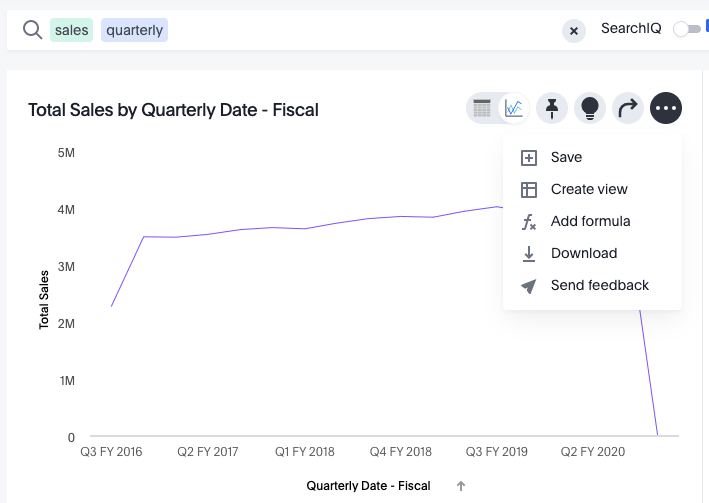 sales quarterly SearchIQ
Total Sales by Quarterly Date - Fiscal
Save
Create view
Add formula
Download
Send feedback
5M
4M
3M
2M
1M
0
Total Sales
Q3 FY 2016 Q2 FY 2017 Q1 FY 2018 Q4 FY 2018 Q3 FY 2019 Q2 FY 2020
Quarterly Date - Fiscal